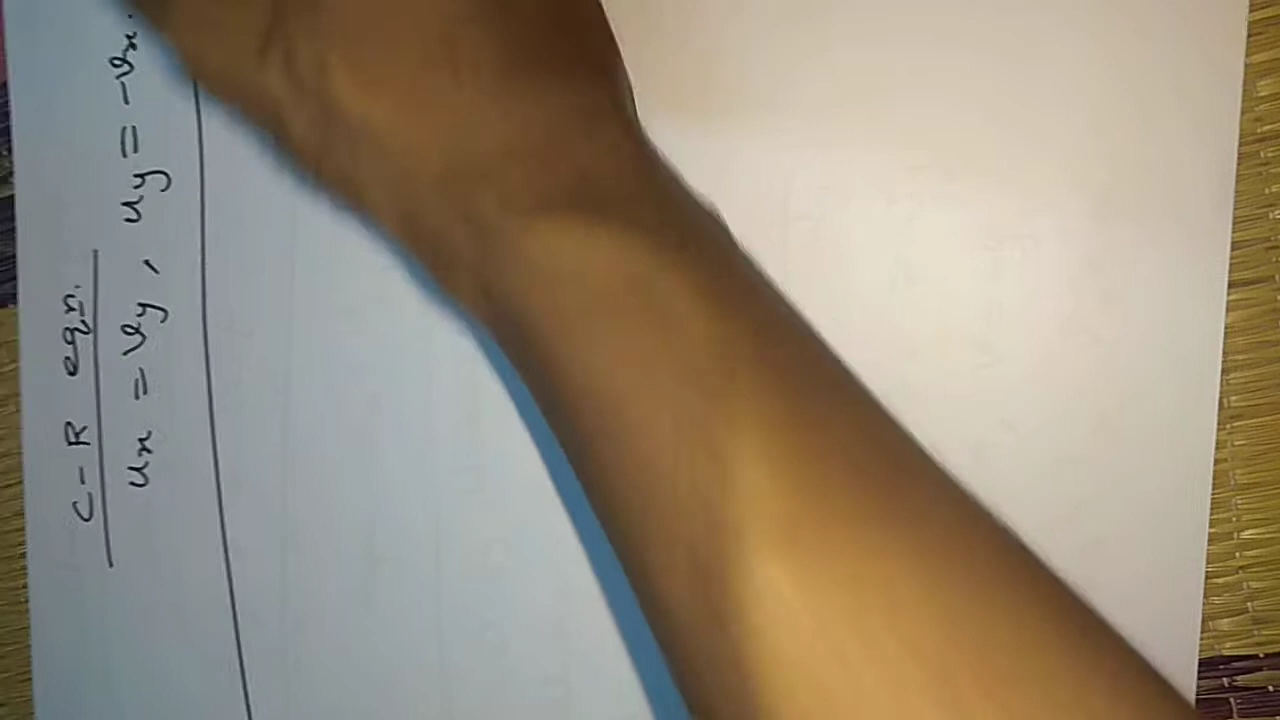 C-R eqn.
ux = vy, uy = -vx.